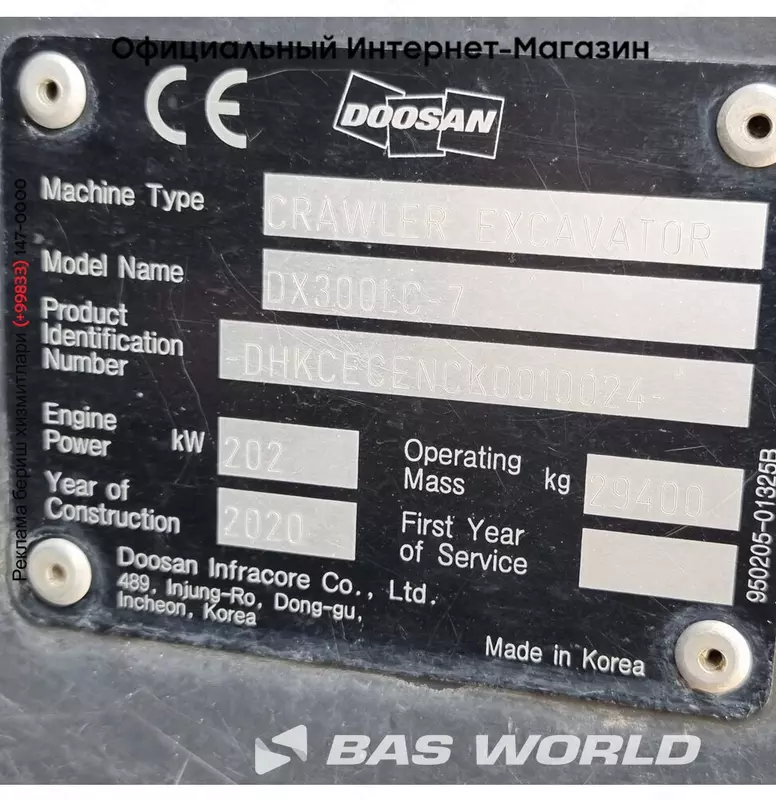 Официальный Интернет-Магазин
CE
DOOSAN
Machine Type CRAWLER EXCAVATOR
Model Name DX300LC-7
Product
Identification
Number -DHKCECENCK0010024-
Engine
Power kW 202
Operating
Mass kg 29400
Year of
Construction 2020
First Year
of Service
Doosan Infracore Co., Ltd.
489, Injung-Ro, Dong-gu,
Incheon, Korea
Made in Korea
950205-01325B
Реклама бериш хизмитлари (+99833) 147-0000
BAS WORLD